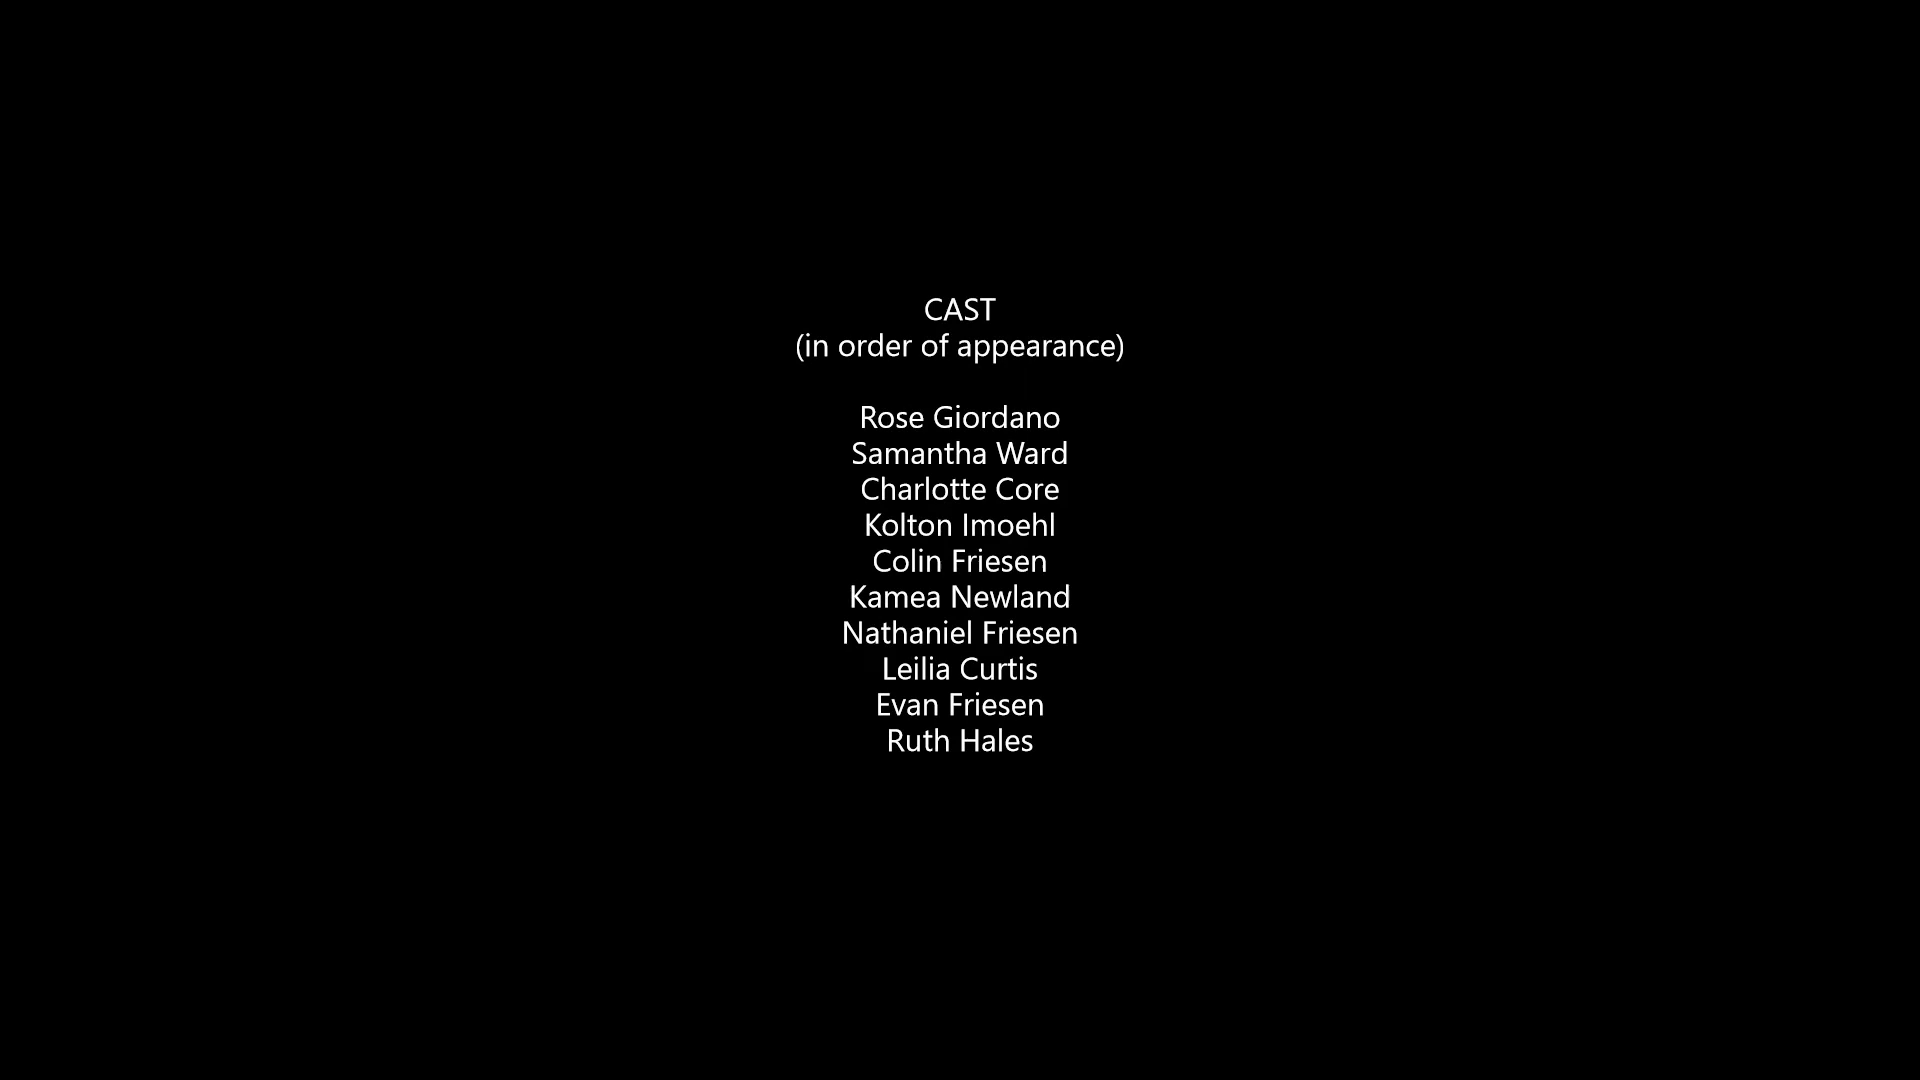 CAST
(in order of appearance)
Rose Giordano
Samantha Ward
Charlotte Core
Kolton Imoehl
Colin Friesen
Kamea Newland
Nathaniel Friesen
Leilia Curtis
Evan Friesen
Ruth Hales